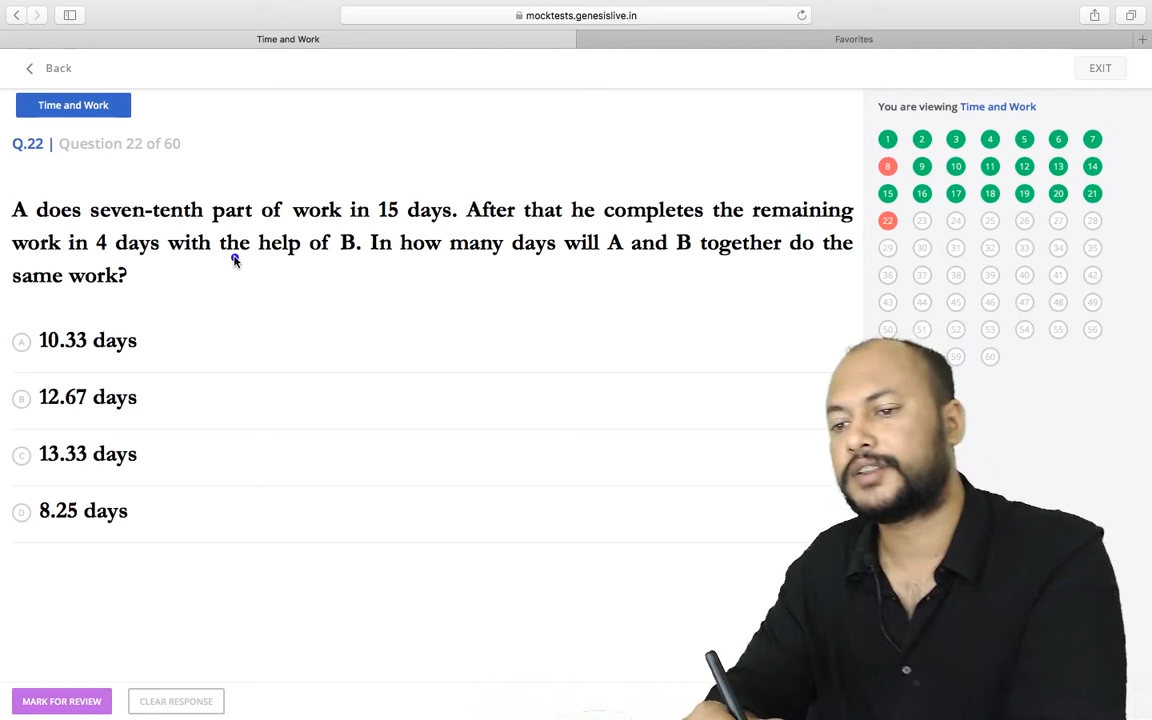 mocktests.genesislive.in
Time and Work
Favorites
Back
EXIT
Time and Work
You are viewing Time and Work
Q.22 | Question 22 of 60
1 2 3 4 5 6 7
8 9 10 11 12 13 14
15 16 17 18 19 20 21
22 23 24 25 26 27 28
29 30 31 32 33 34 35
36 37 38 39 40 41 42
43 44 45 46 47 48 49
50 51 52 53 54 55 56
59 60
A does seven-tenth part of work in 15 days. After that he completes the remaining
work in 4 days with the help of B. In how many days will A and B together do the
same work?
A 10.33 days
B 12.67 days
C 13.33 days
D 8.25 days
MARK FOR REVIEW
CLEAR RESPONSE